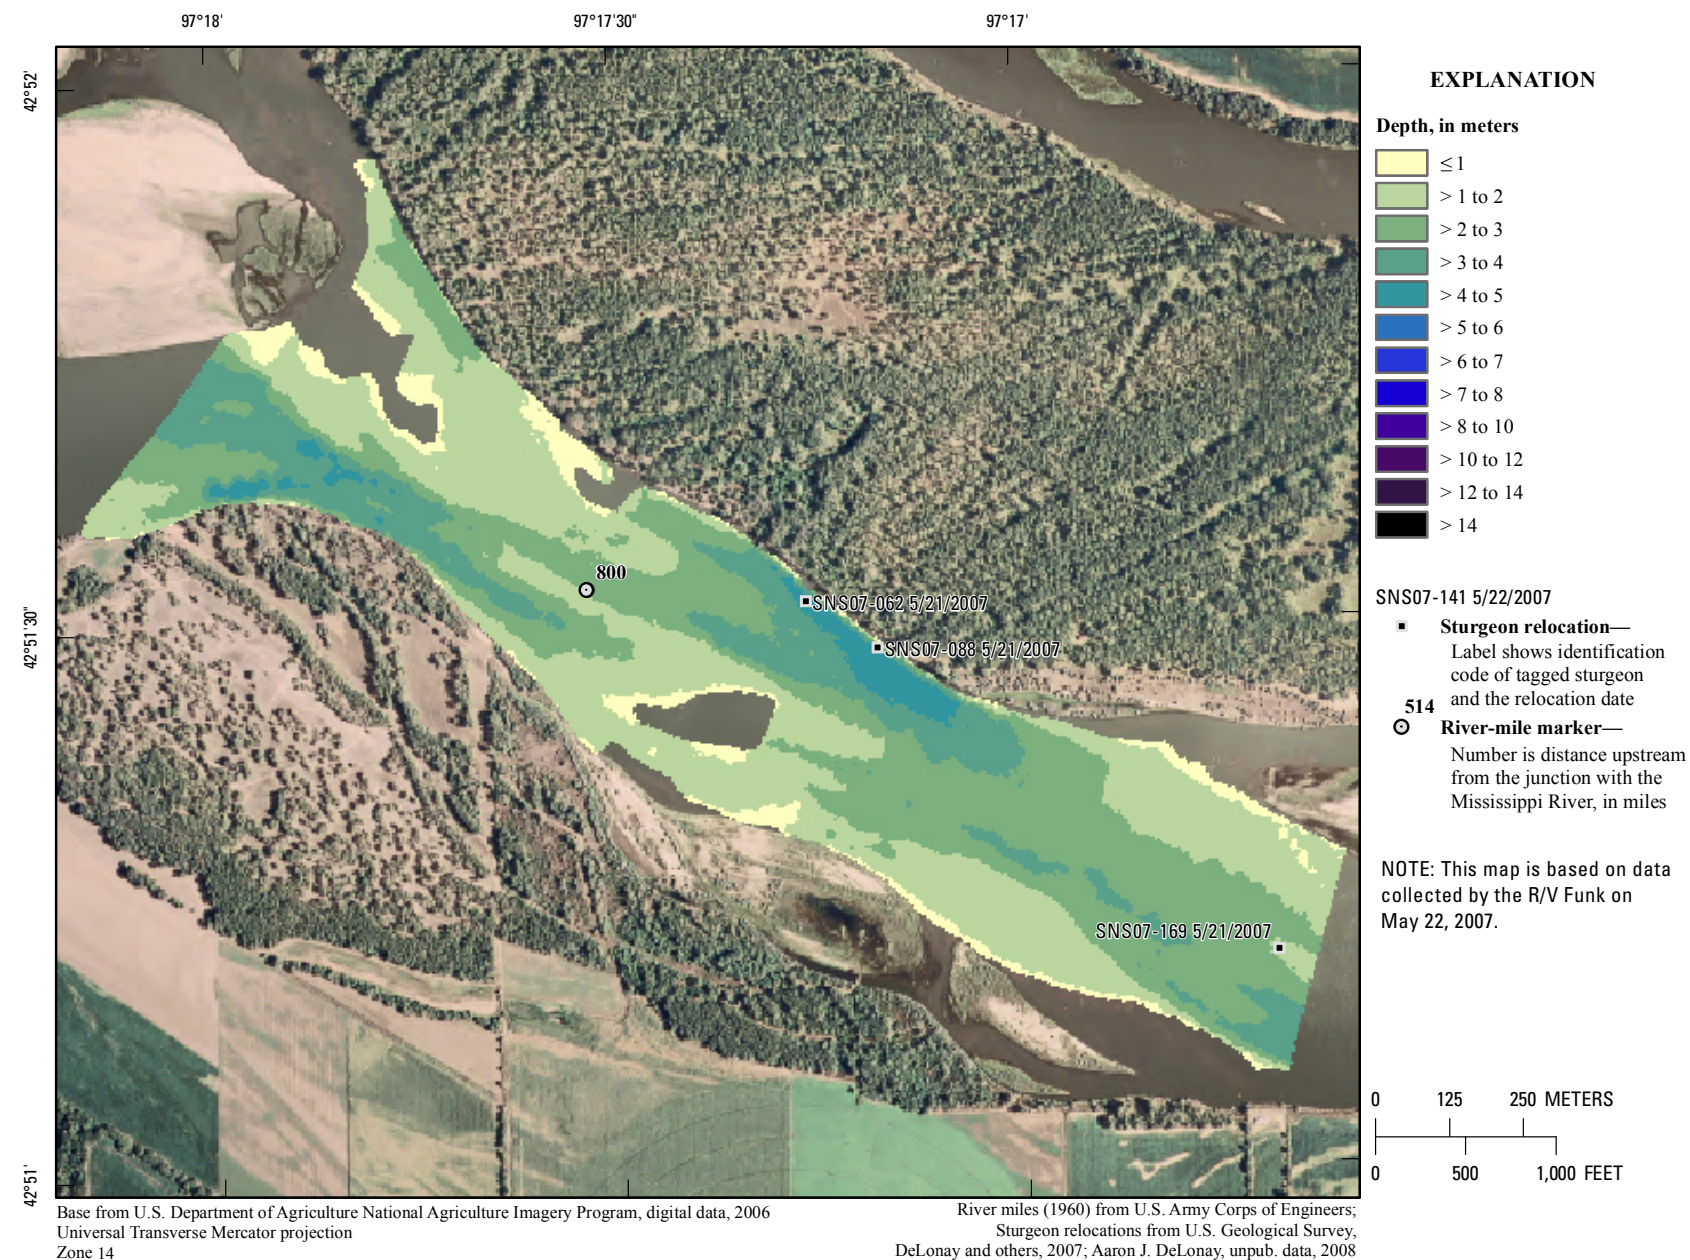 97°18'
97°17'30"
97°17'
42°52'
42°51'30"
42°51'
800
SNS07-062 5/21/2007
SNS07-088 5/21/2007
SNS07-169 5/21/2007
EXPLANATION
Depth, in meters
≤ 1
> 1 to 2
> 2 to 3
> 3 to 4
> 4 to 5
> 5 to 6
> 6 to 7
> 7 to 8
> 8 to 10
> 10 to 12
> 12 to 14
> 14
SNS07-141 5/22/2007
Sturgeon relocation—
Label shows identification
code of tagged sturgeon
and the relocation date
514
River-mile marker—
Number is distance upstream
from the junction with the
Mississippi River, in miles
NOTE: This map is based on data
collected by the R/V Funk on
May 22, 2007.
0 125 250 METERS
0 500 1,000 FEET
Base from U.S. Department of Agriculture National Agriculture Imagery Program, digital data, 2006
Universal Transverse Mercator projection
Zone 14
River miles (1960) from U.S. Army Corps of Engineers;
Sturgeon relocations from U.S. Geological Survey,
DeLonay and others, 2007; Aaron J. DeLonay, unpub. data, 2008